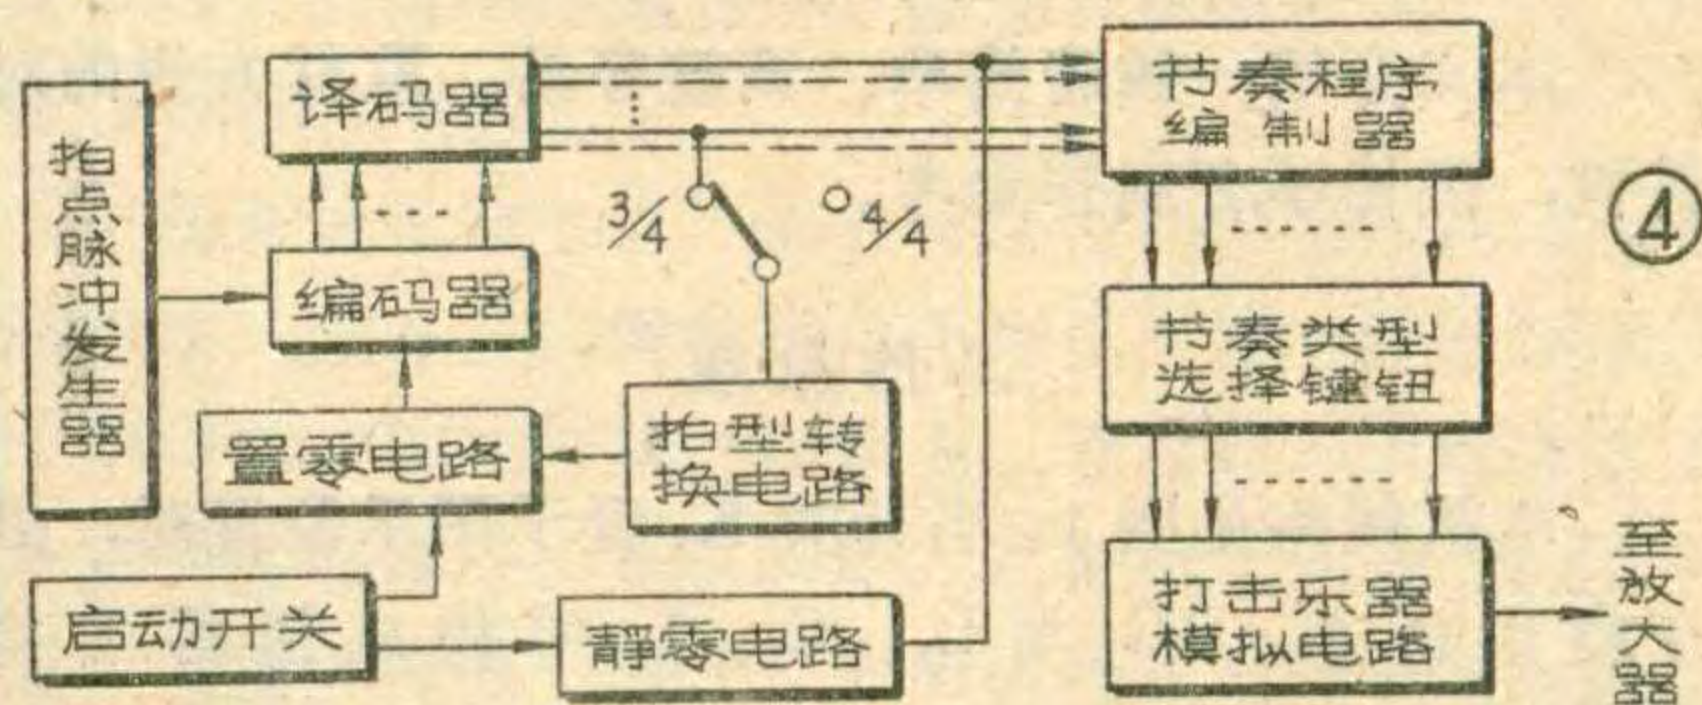 拍点脉冲发生器
译码器
编码器
置零电路
启动开关
3/4
4/4
拍型转
换电路
静零电路
节奏程序
编制器
节奏类型
选择键钮
打击乐器
模拟电路
至放大器
④